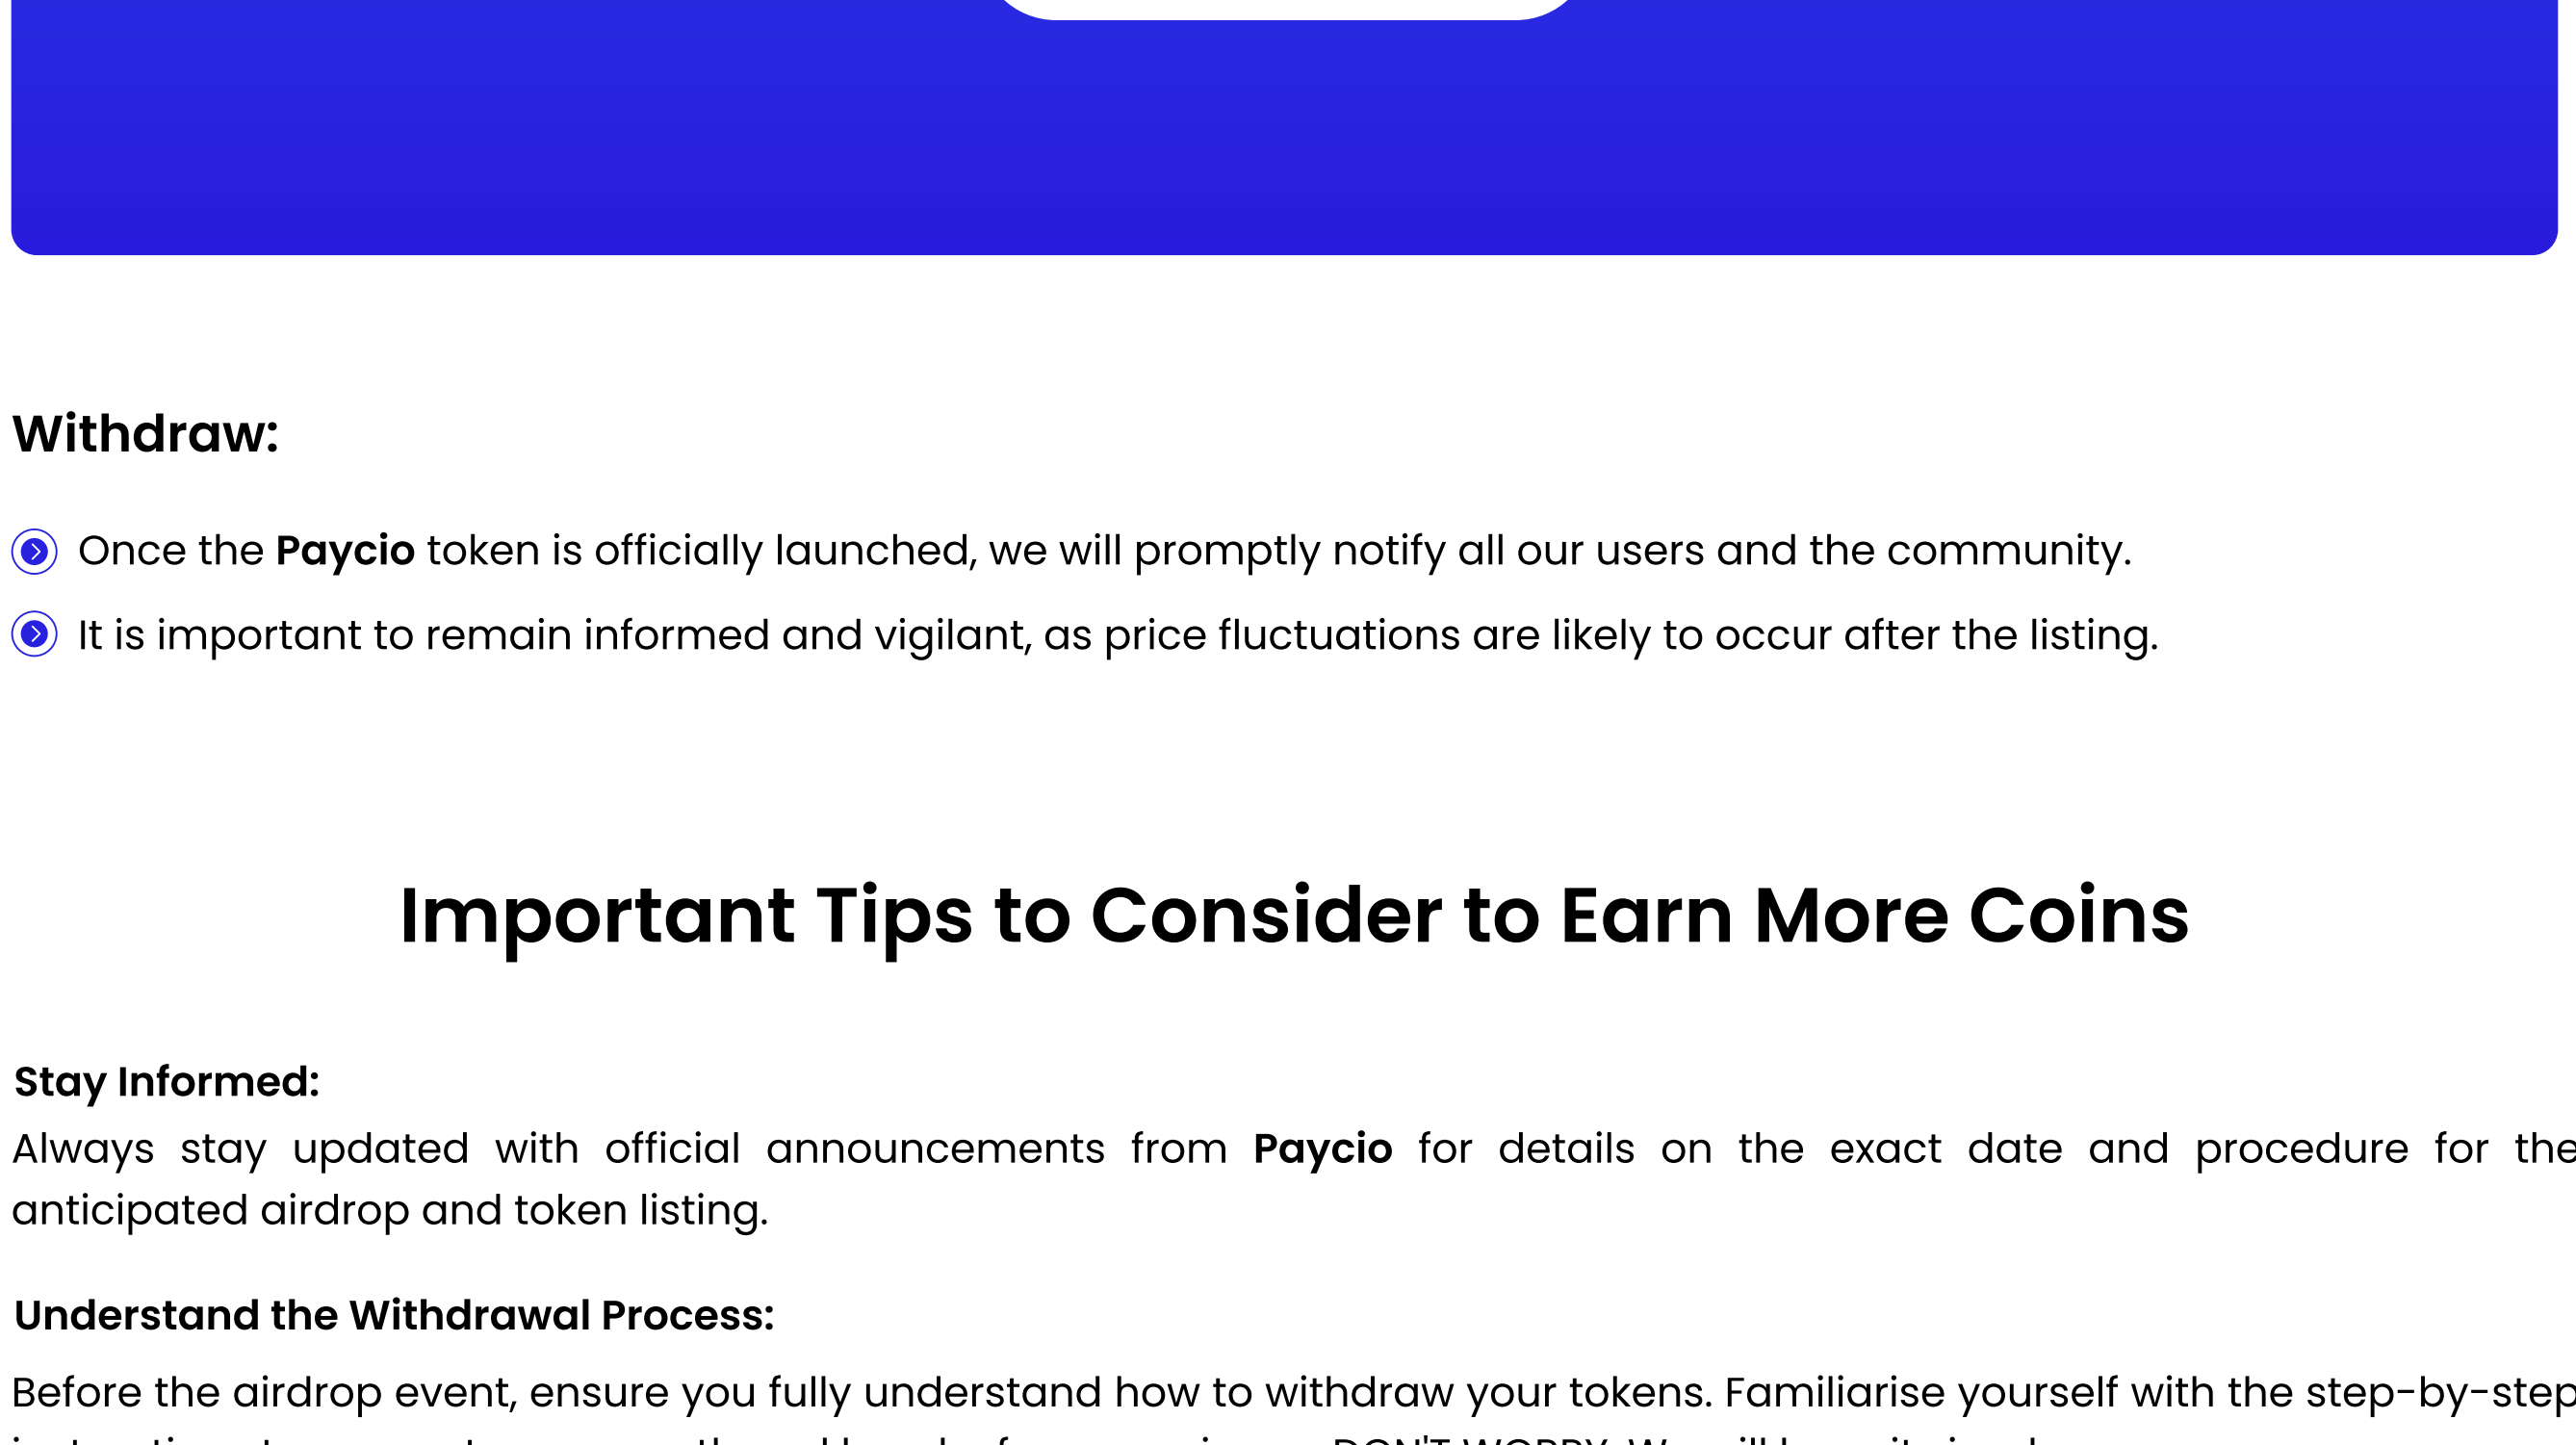 Withdraw:
Once the Paycio token is officially launched, we will promptly notify all our users and the community.
It is important to remain informed and vigilant, as price fluctuations are likely to occur after the listing.
Important Tips to Consider to Earn More Coins
Stay Informed:
Always stay updated with official announcements from Paycio for details on the exact date and procedure for the
anticipated airdrop and token listing.
Understand the Withdrawal Process:
Before the airdrop event, ensure you fully understand how to withdraw your tokens. Familiarise yourself with the step-by-step
DON'T WORRY